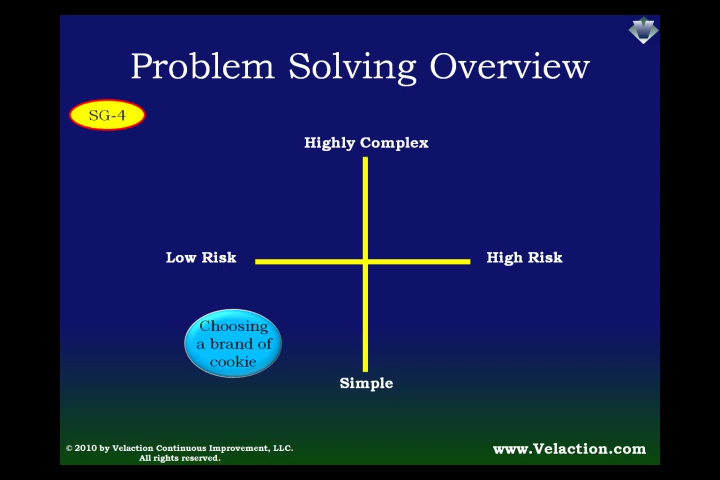 Problem Solving Overview
SG-4
Highly Complex
Low Risk
High Risk
Choosing
a brand of
cookie
Simple
© 2010 by Velaction Continuous Improvement, LLC.
All rights reserved.
www.Velaction.com